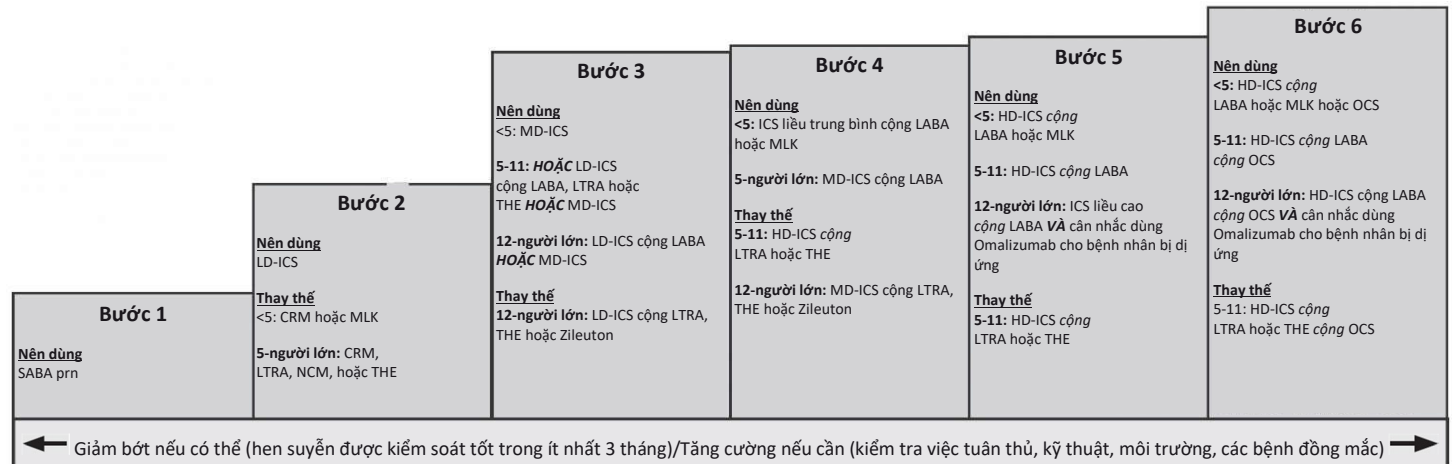 Bước 1
Nên dùng
SABA prn
Bước 2
Nên dùng
LD-ICS
Thay thế
<5: CRM hoặc MLK
5-người lớn: CRM,
LTRA, NCM, hoặc THE
Bước 3
Nên dùng
<5: MD-ICS
5-11: HOẶC LD-ICS
cộng LABA, LTRA hoặc
THE HOẶC MD-ICS
12-người lớn: LD-ICS cộng LABA
HOẶC MD-ICS
Thay thế
12-người lớn: LD-ICS cộng LTRA,
THE hoặc Zileuton
Bước 4
Nên dùng
<5: ICS liều trung bình cộng LABA
hoặc MLK
5-người lớn: MD-ICS cộng LABA
Thay thế
5-11: HD-ICS cộng
LTRA hoặc THE
12-người lớn: MD-ICS cộng LTRA,
THE hoặc Zileuton
Bước 5
Nên dùng
<5: HD-ICS cộng
LABA hoặc MLK
5-11: HD-ICS cộng LABA
12-người lớn: ICS liều cao
cộng LABA VÀ cân nhắc dùng
Omalizumab cho bệnh nhân bị dị
ứng
Thay thế
5-11: HD-ICS cộng
LTRA hoặc THE
Bước 6
Nên dùng
<5: HD-ICS cộng
LABA hoặc MLK hoặc OCS
5-11: HD-ICS cộng LABA
cộng OCS
12-người lớn: HD-ICS cộng LABA
cộng OCS VÀ cân nhắc dùng
Omalizumab cho bệnh nhân bị dị
ứng
Thay thế
5-11: HD-ICS cộng
LTRA hoặc THE cộng OCS
Giảm bớt nếu có thể (hen suyễn được kiểm soát tốt trong ít nhất 3 tháng)/Tăng cường nếu cần (kiểm tra việc tuân thủ, kỹ thuật, môi trường, các bệnh đồng mắc)